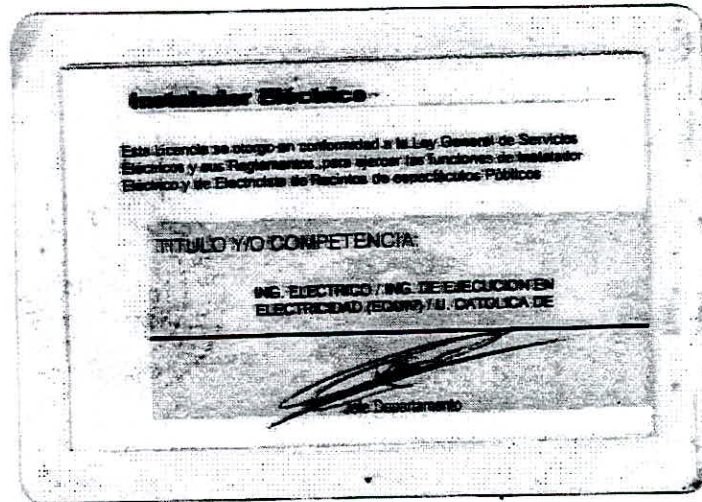 Instalador Eléctrico
Esta licencia se otorga en conformidad a la Ley General de Servicios
Eléctricos y sus Reglamentos, para ejercer las funciones de Instalador
Eléctrico y de Electricista de Recintos de espectáculos Públicos
TITULO Y/O COMPETENCIA:
ING. ELECTRICO / ING. DE EJECUCION EN
ELECTRICIDAD / U. CATOLICA DE
Jefe Departamento